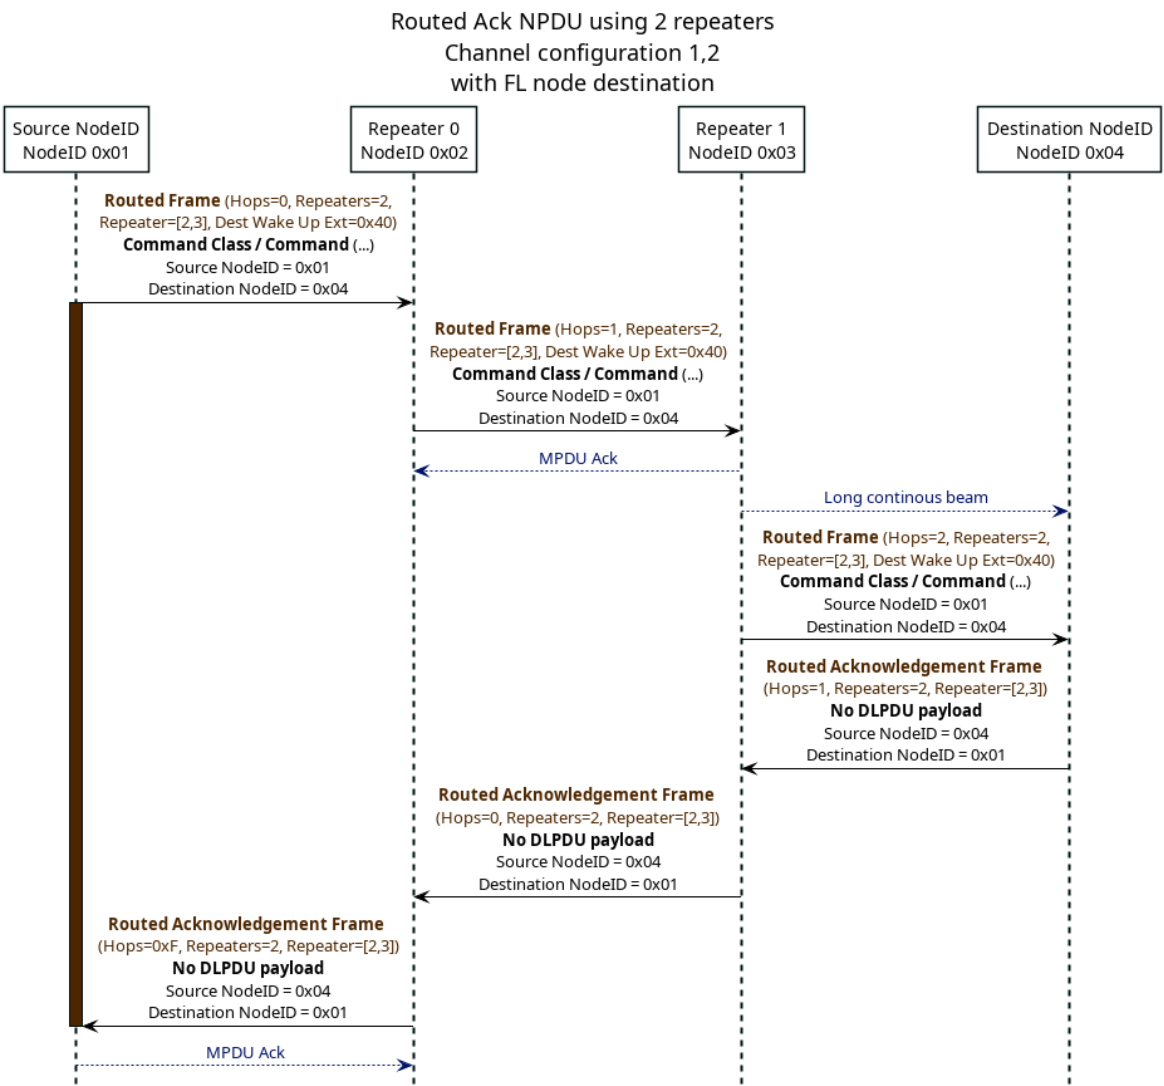 Routed Ack NPDU using 2 repeaters
Channel configuration 1,2
with FL node destination
Source NodeID
NodeID 0x01
Repeater 0
NodeID 0x02
Repeater 1
NodeID 0x03
Destination NodeID
NodeID 0x04
Routed Frame (Hops=0, Repeaters=2,
Repeater=[2,3], Dest Wake Up Ext=0x40)
Command Class / Command (...)
Source NodeID = 0x01
Destination NodeID = 0x04
Routed Frame (Hops=1, Repeaters=2,
Repeater=[2,3], Dest Wake Up Ext=0x40)
Command Class / Command (...)
Source NodeID = 0x01
Destination NodeID = 0x04
MPDU Ack
Long continous beam
Routed Frame (Hops=2, Repeaters=2,
Repeater=[2,3], Dest Wake Up Ext=0x40)
Command Class / Command (...)
Source NodeID = 0x01
Destination NodeID = 0x04
Routed Acknowledgement Frame
(Hops=1, Repeaters=2, Repeater=[2,3])
No DLPDU payload
Source NodeID = 0x04
Destination NodeID = 0x01
Routed Acknowledgement Frame
(Hops=0, Repeaters=2, Repeater=[2,3])
No DLPDU payload
Source NodeID = 0x04
Destination NodeID = 0x01
Routed Acknowledgement Frame
(Hops=0xF, Repeaters=2, Repeater=[2,3])
No DLPDU payload
Source NodeID = 0x04
Destination NodeID = 0x01
MPDU Ack